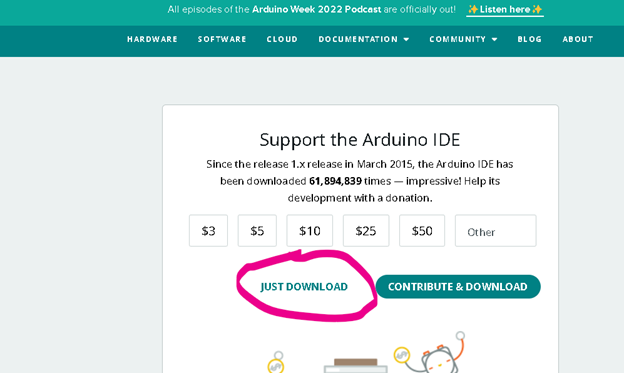 All episodes of the Arduino Week 2022 Podcast are officially out! ✨Listen here✨
HARDWARE SOFTWARE CLOUD DOCUMENTATION COMMUNITY BLOG ABOUT
Support the Arduino IDE
Since the release 1.x release in March 2015, the Arduino IDE has
been downloaded 61,894,839 times — impressive! Help its
development with a donation.
$3 $5 $10 $25 $50 Other
JUST DOWNLOAD CONTRIBUTE & DOWNLOAD